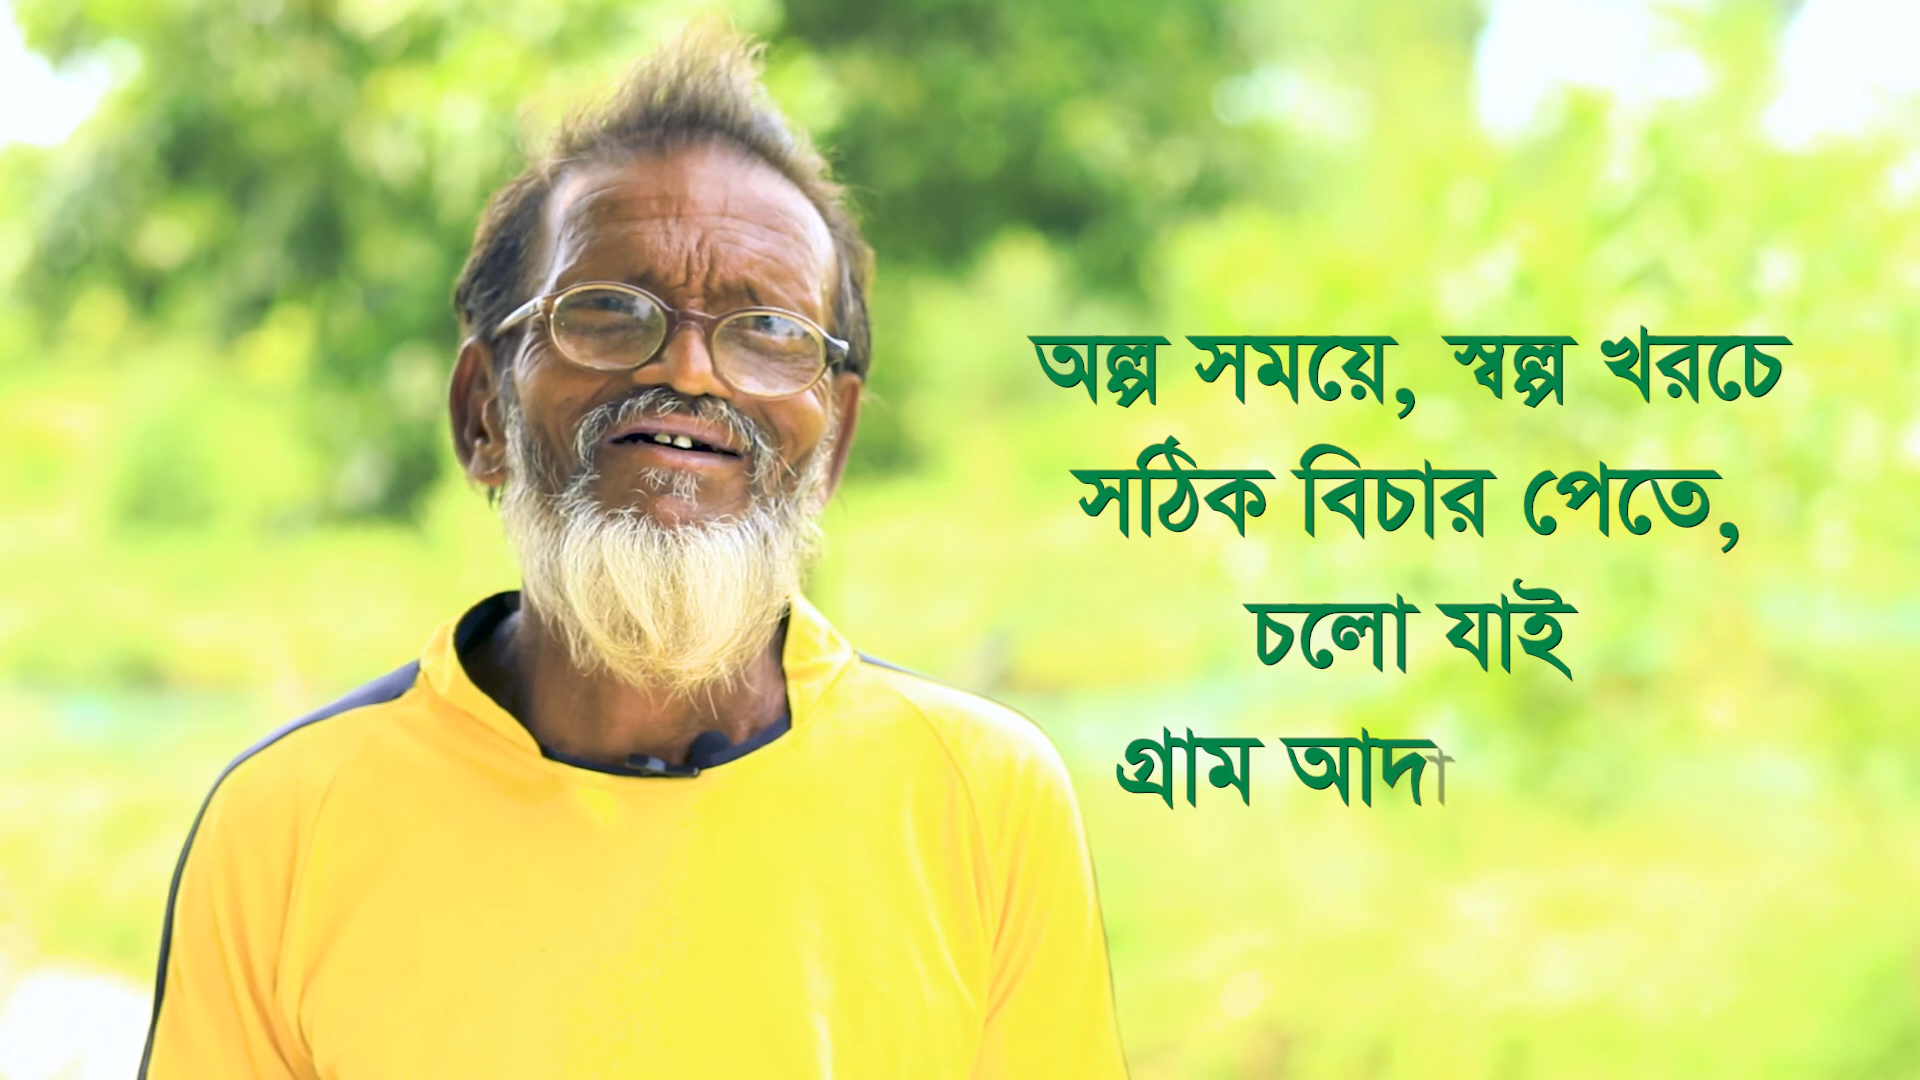 অল্প সময়ে, স্বল্প খরচে
সঠিক বিচার পেতে,
চলো যাই
গ্রাম আদা